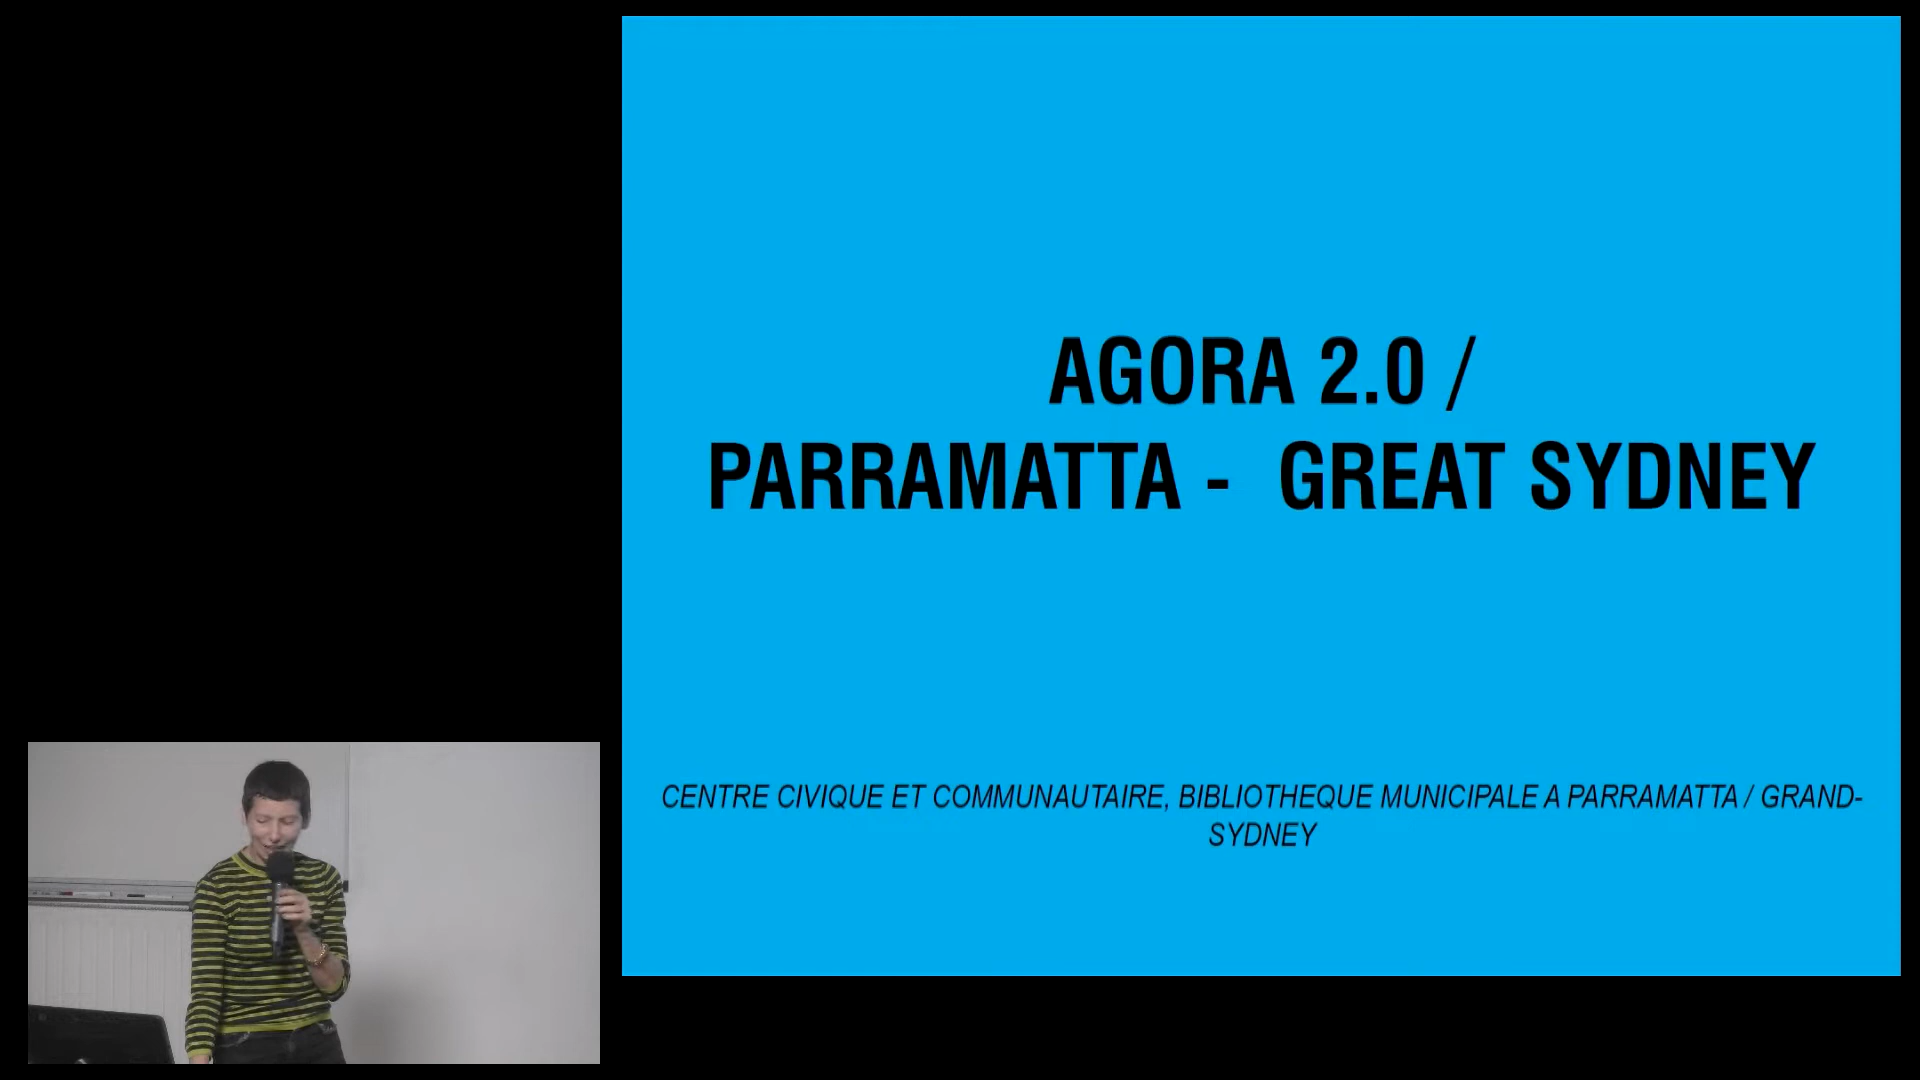 AGORA 2.0 /
PARRAMATTA - GREAT SYDNEY
CENTRE CIVIQUE ET COMMUNAUTAIRE, BIBLIOTHEQUE MUNICIPALE A PARRAMATTA / GRAND-
SYDNEY